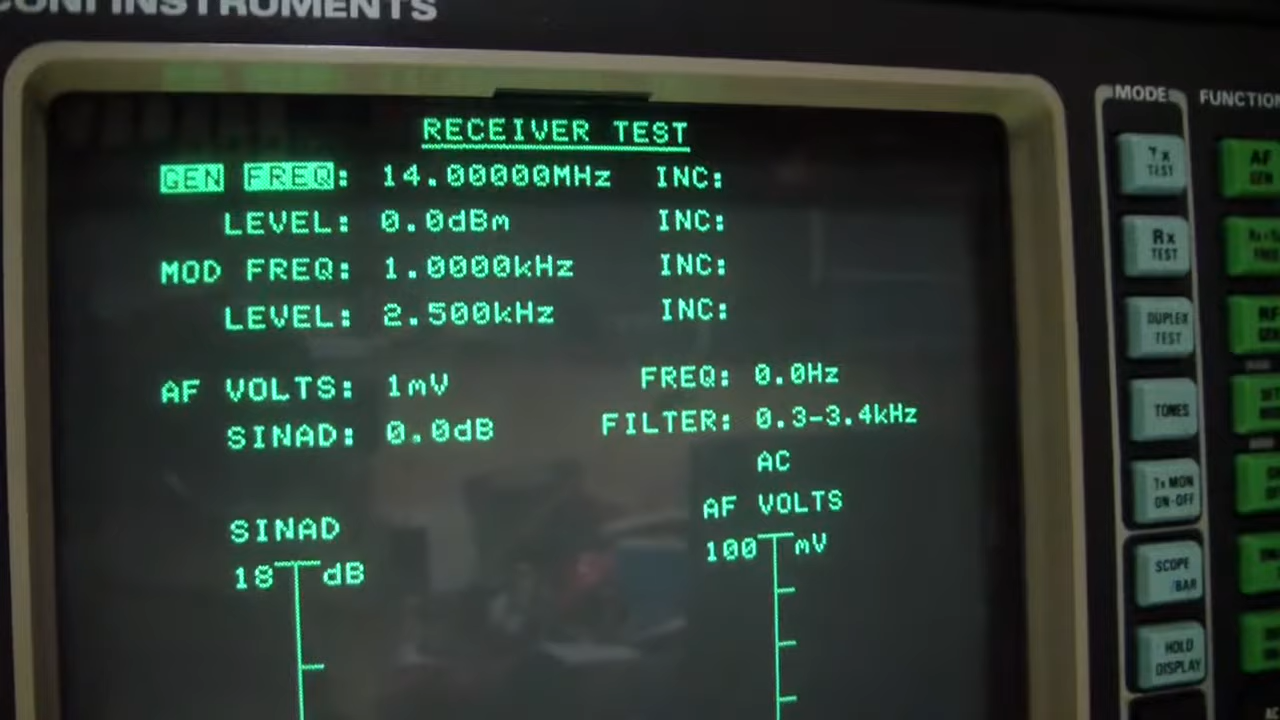 CONI INSTRUMENTS
RECEIVER TEST
GEN FREQ: 14.00000MHz INC:
LEVEL: 0.0dBm INC:
MOD FREQ: 1.0000kHz INC:
LEVEL: 2.500kHz INC:
AF VOLTS: 1mV FREQ: 0.0Hz
SINAD: 0.0dB FILTER: 0.3-3.4kHz
AC
SINAD AF VOLTS
18 dB 100 mV
MODE
Tx TEST
Rx TEST
DUPLEX TEST
TONES
Tx MON ON-OFF
SCOPE /BAR
HOLD DISPLAY
AF GEN